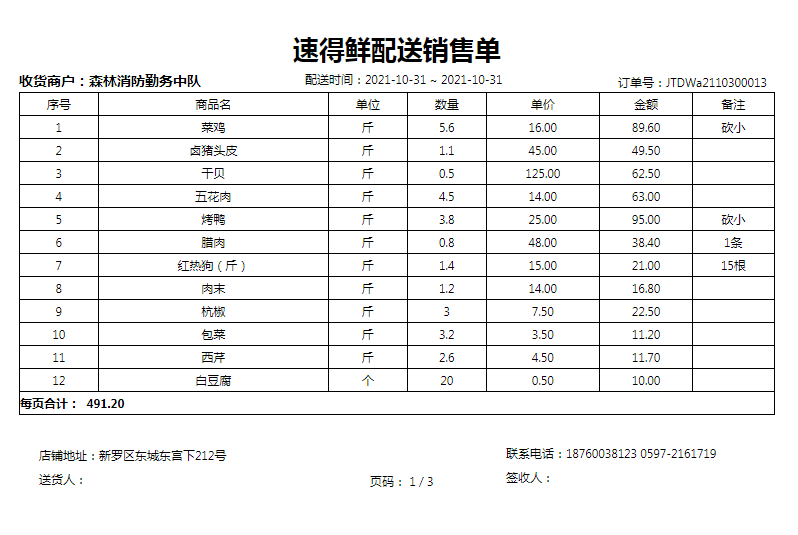 速得鲜配送销售单
收货商户：森林消防勤务中队 配送时间：2021-10-31 ~ 2021-10-31 订单号：JTDWa2110300013
序号 商品名 单位 数量 单价 金额 备注
1 菜鸡 斤 5.6 16.00 89.60 砍小
2 卤猪头皮 斤 1.1 45.00 49.50
3 干贝 斤 0.5 125.00 62.50
4 五花肉 斤 4.5 14.00 63.00
5 烤鸭 斤 3.8 25.00 95.00 砍小
6 腊肉 斤 0.8 48.00 38.40 1条
7 红热狗（斤） 斤 1.4 15.00 21.00 15根
8 肉末 斤 1.2 14.00 16.80
9 杭椒 斤 3 7.50 22.50
10 包菜 斤 3.2 3.50 11.20
11 西芹 斤 2.6 4.50 11.70
12 白豆腐 个 20 0.50 10.00
每页合计： 491.20
店铺地址：新罗区东城东宫下212号 联系电话：18760038123 0597-2161719
送货人： 页码： 1 / 3 签收人：